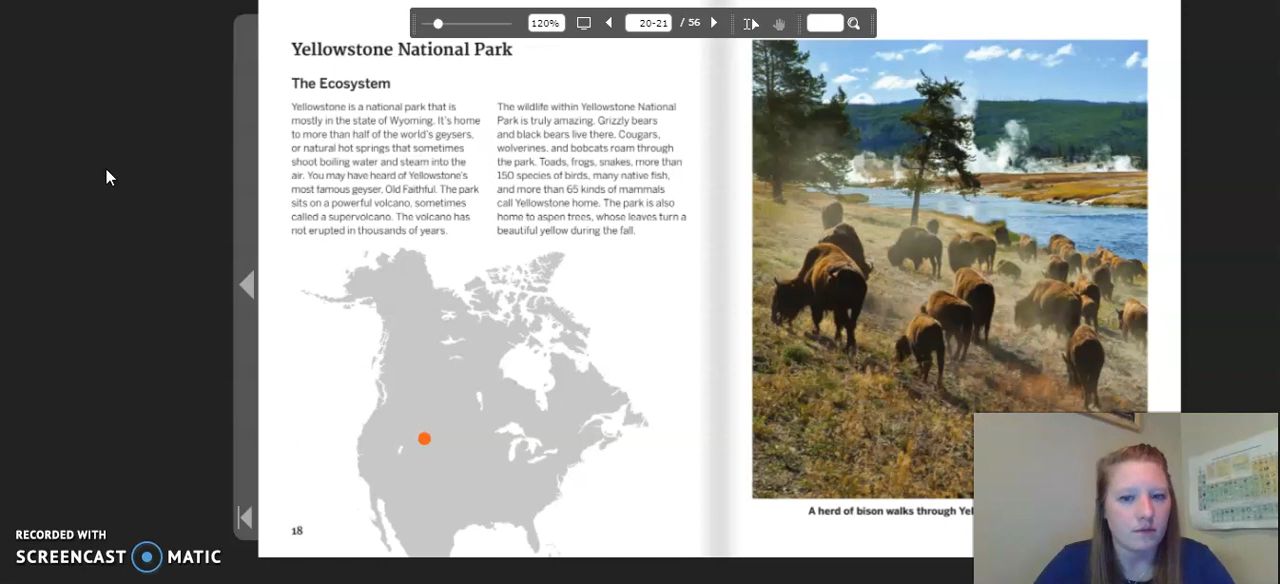 120%
20-21 / 56
Yellowstone National Park
The Ecosystem
Yellowstone is a national park that is
mostly in the state of Wyoming. It's home
to more than half of the world's geysers,
or natural hot springs that sometimes
shoot boiling water and steam into the
air. You may have heard of Yellowstone's
most famous geyser, Old Faithful. The park
sits on a powerful volcano, sometimes
called a supervolcano. The volcano has
not erupted in thousands of years.
The wildlife within Yellowstone National
Park is truly amazing. Grizzly bears
and black bears live there. Cougars,
wolverines, and bobcats roam through
the park. Toads, frogs, snakes, more than
150 species of birds, many native fish,
and more than 65 kinds of mammals
call Yellowstone home. The park is also
home to aspen trees, whose leaves turn a
beautiful yellow during the fall.
18
A herd of bison walks through Yel
RECORDED WITH
SCREENCAST MATIC